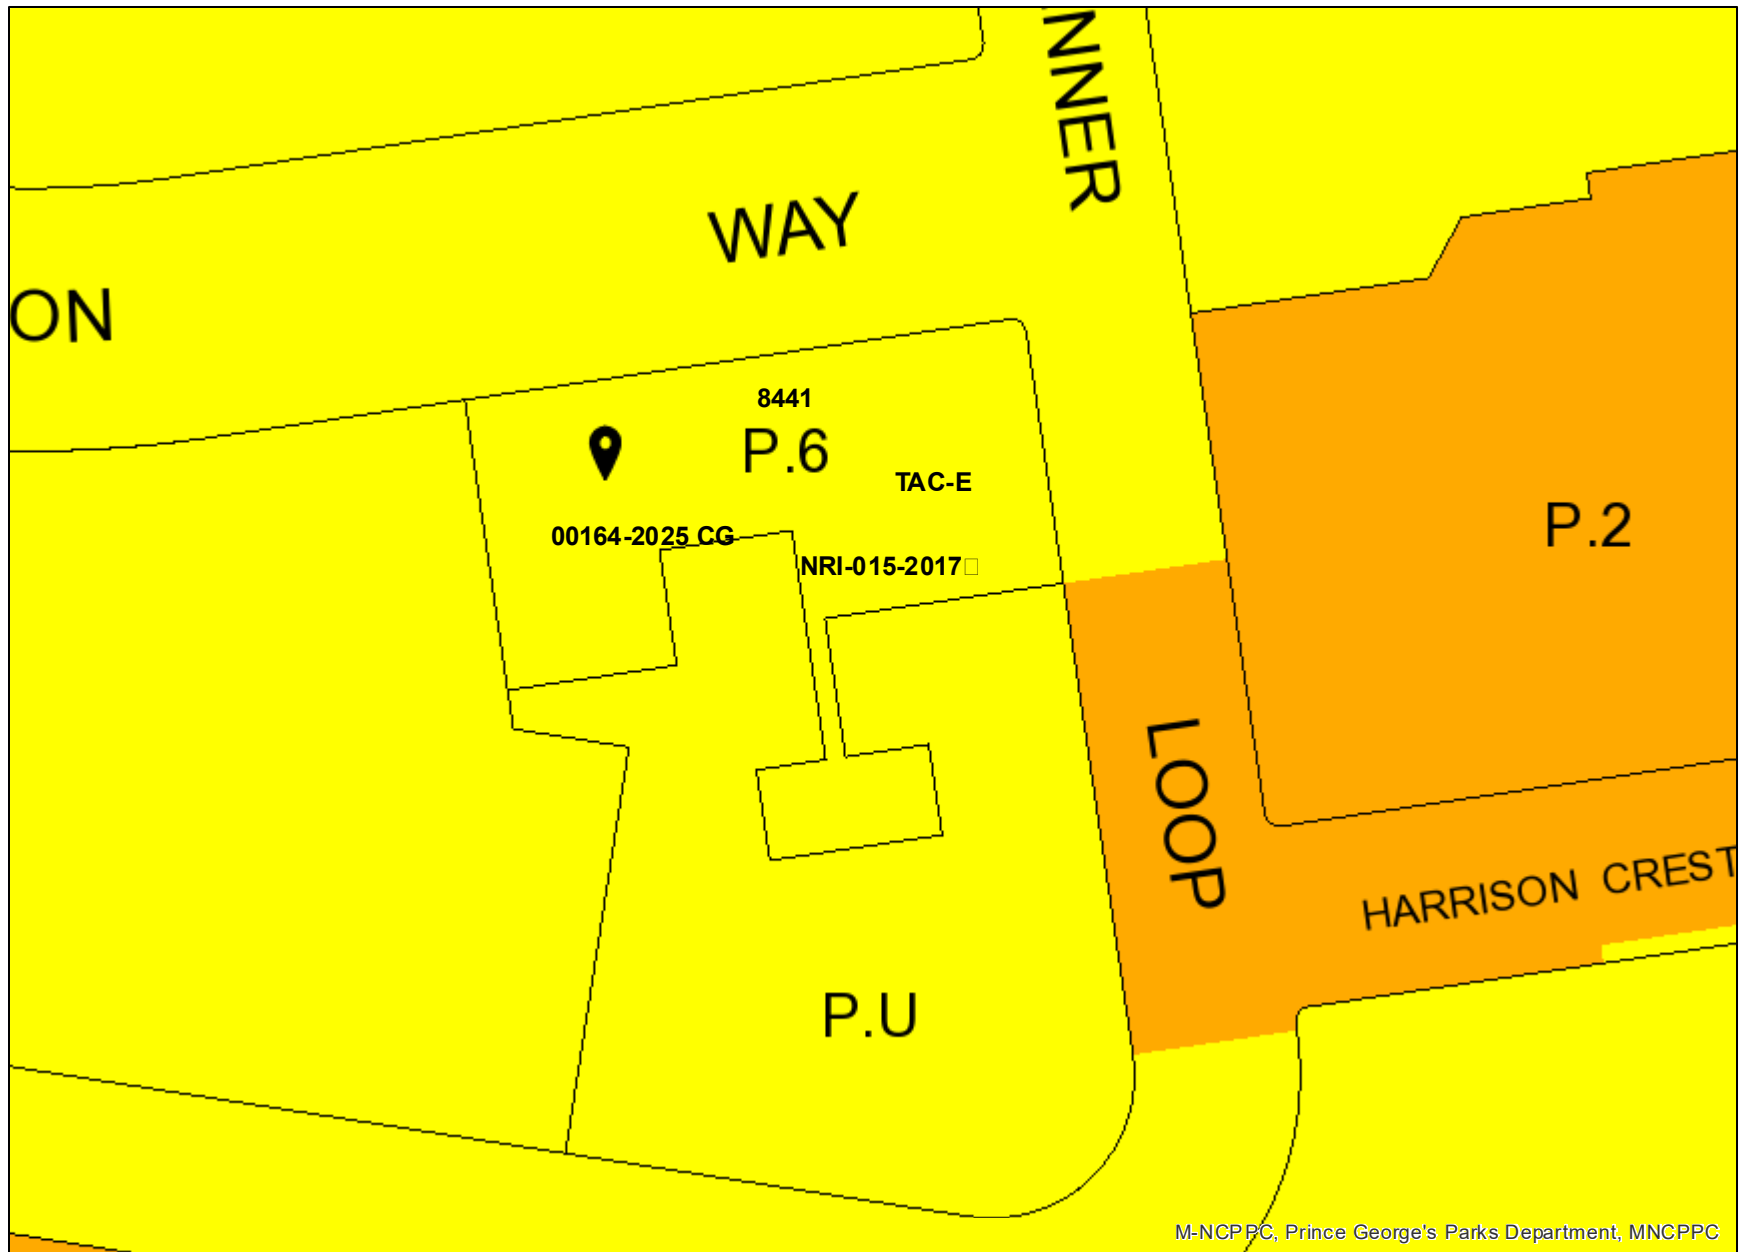 NNER
WAY
ON
8441
P.6
TAC-E
00164-2025 CG
NRI-015-2017
P.2
LOOP
HARRISON CREST
P.U
M-NCPPC, Prince George's Parks Department, MNCPPC